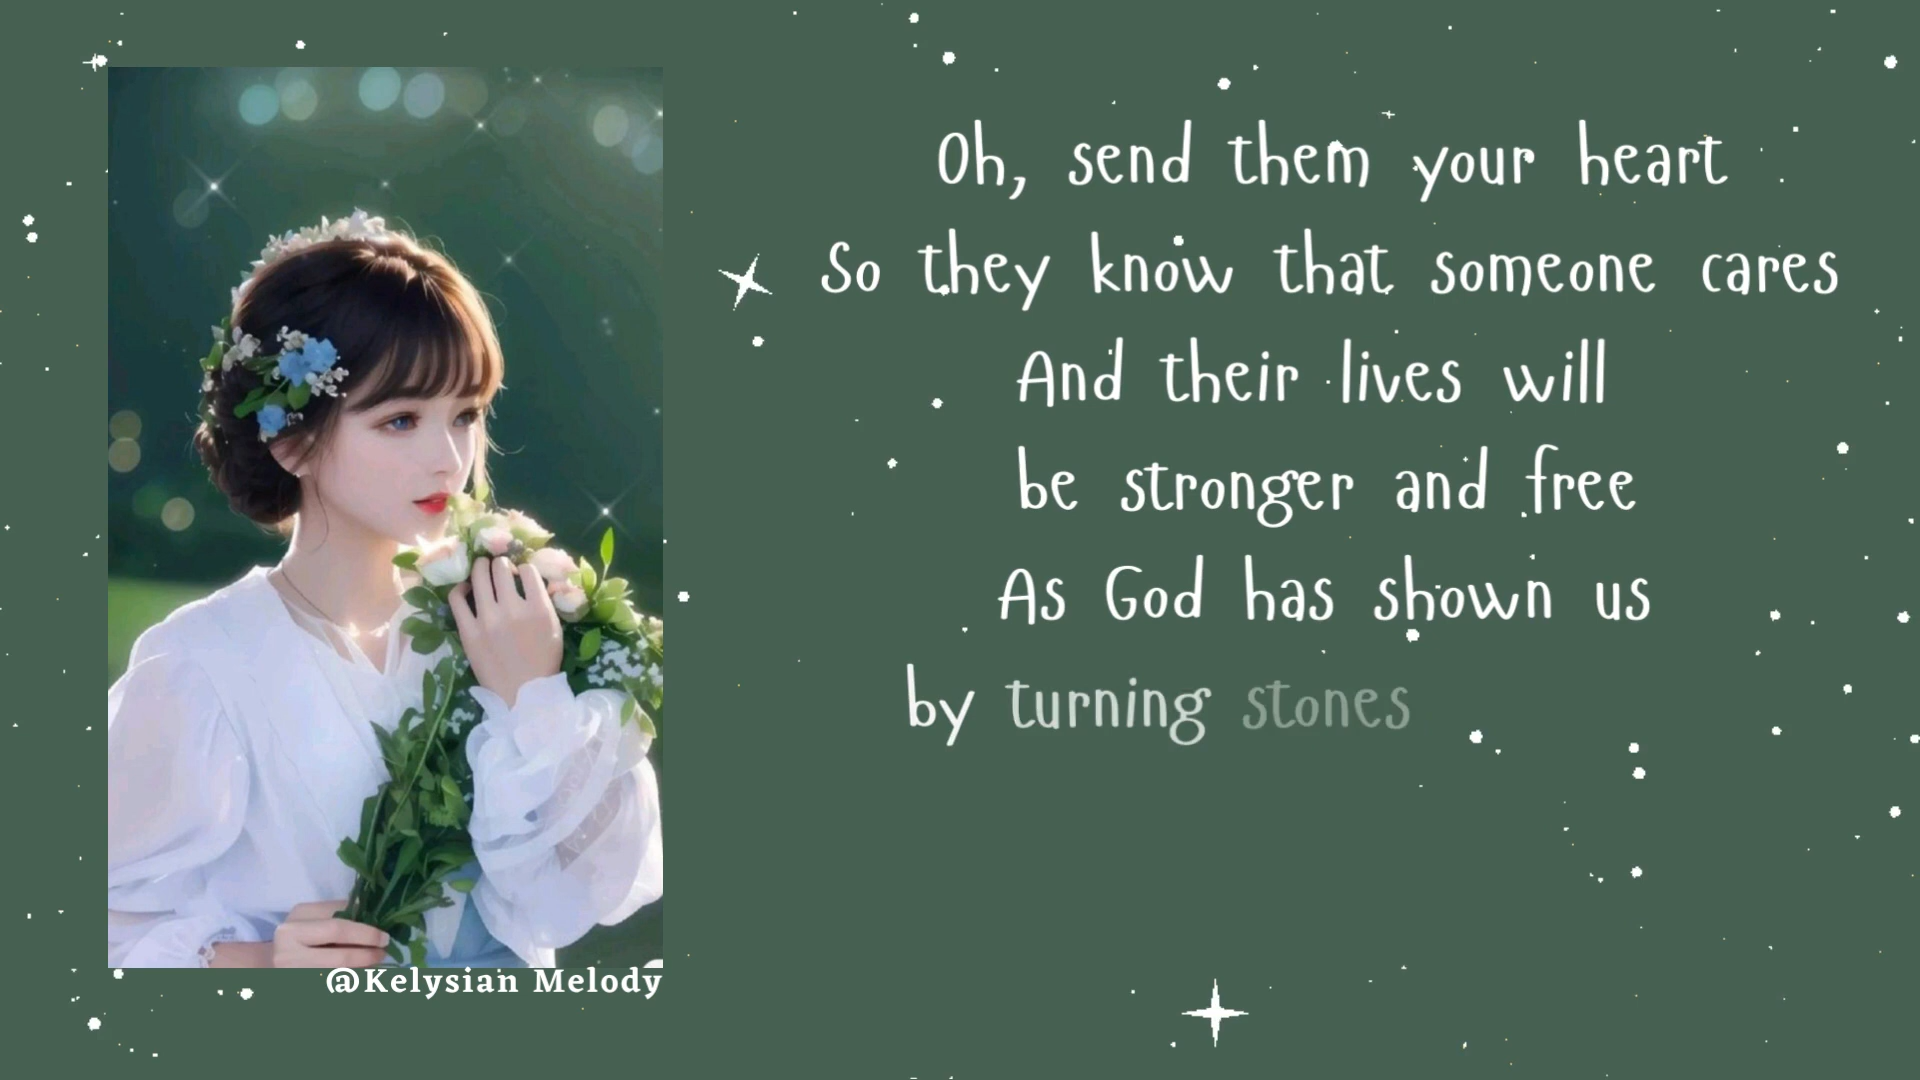 Oh, send them your heart
So they know that someone cares
And their lives will
be stronger and free
As God has shown us
by turning stones
@Kelysian Melody